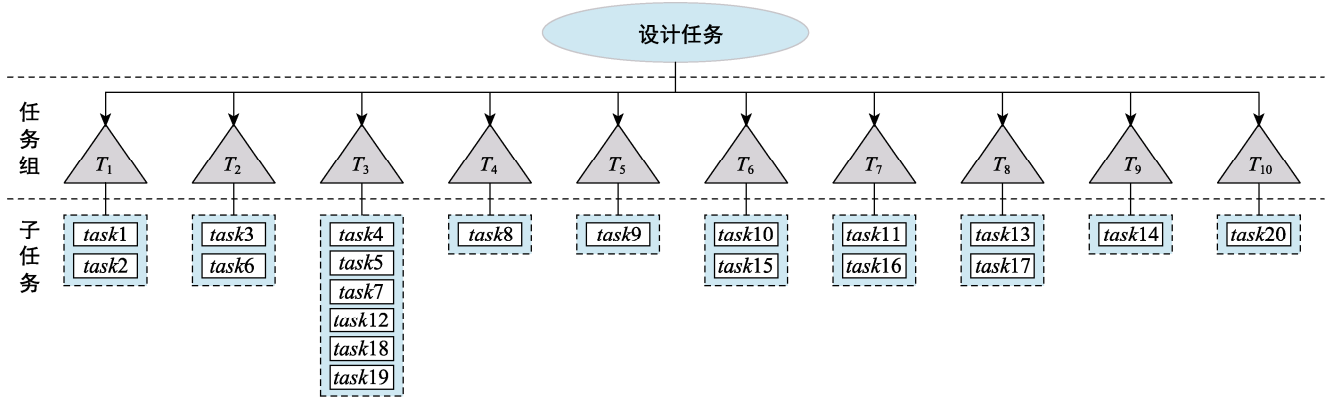 设计任务
任务组
T1 T2 T3 T4 T5 T6 T7 T8 T9 T10
子任务
task1 task3 task4 task8 task9 task10 task11 task13 task14 task20
task2 task6 task5 task15 task16 task17
task7
task12
task18
task19